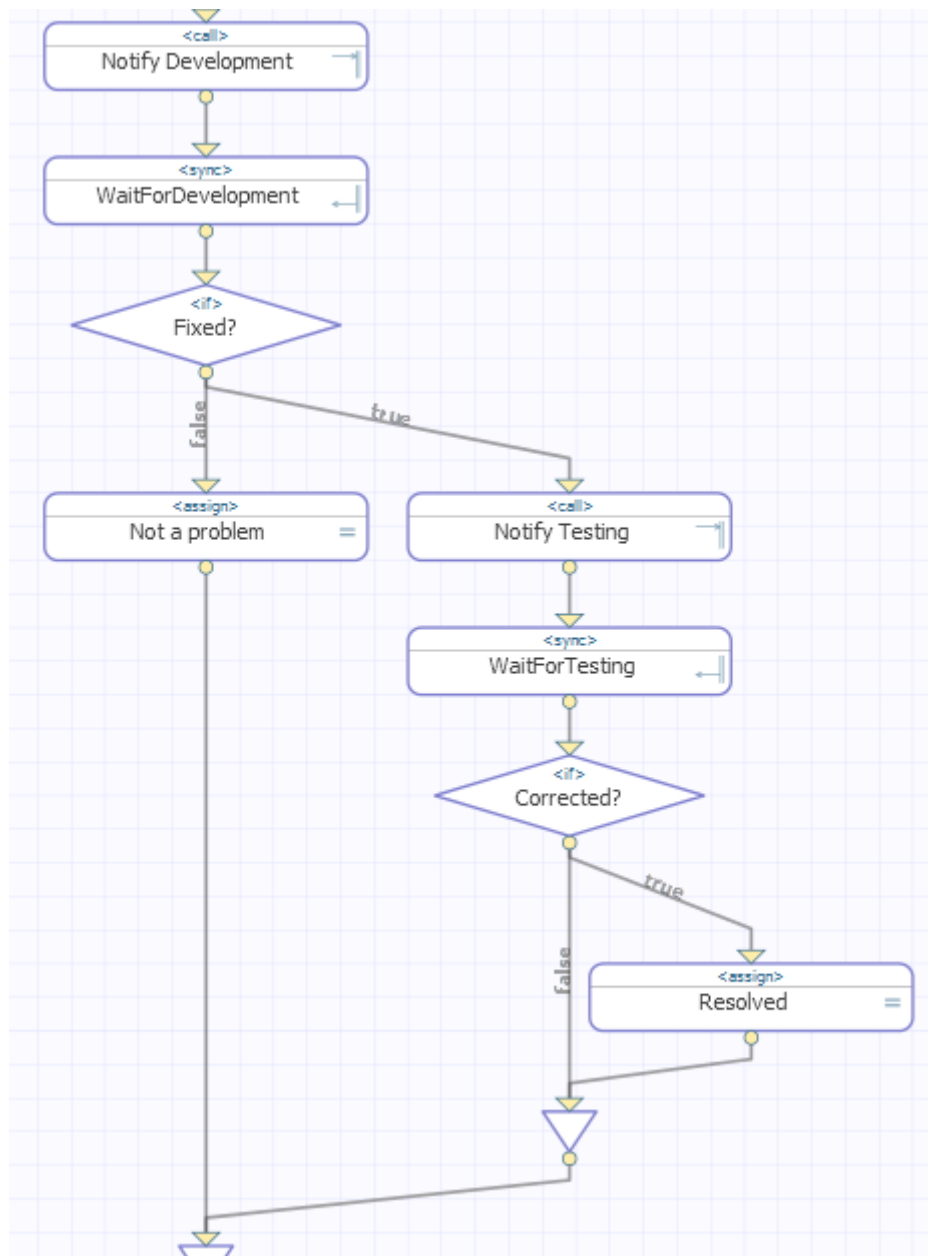 <call>
Notify Development
<sync>
WaitForDevelopment
<if>
Fixed?
false
true
<assign>
Not a problem
=
<call>
Notify Testing
<sync>
WaitForTesting
<if>
Corrected?
true
false
<assign>
Resolved
=